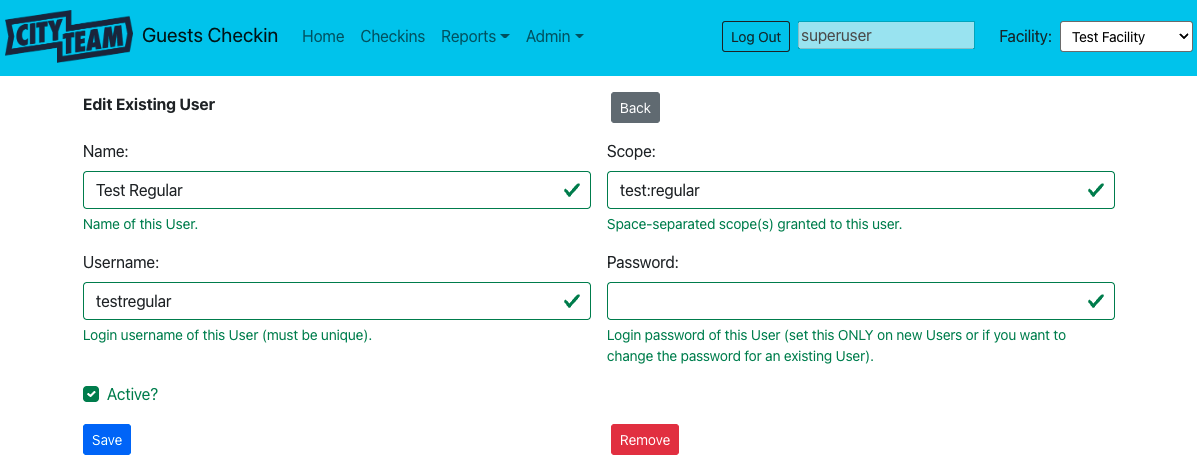 CITY TEAM Guests Checkin Home Checkins Reports Admin Log Out superuser Facility: Test Facility
Edit Existing User Back
Name: Scope:
Test Regular test:regular
Name of this User. Space-separated scope(s) granted to this user.
Username: Password:
testregular
Login username of this User (must be unique). Login password of this User (set this ONLY on new Users or if you want to
change the password for an existing User).
Active?
Save Remove